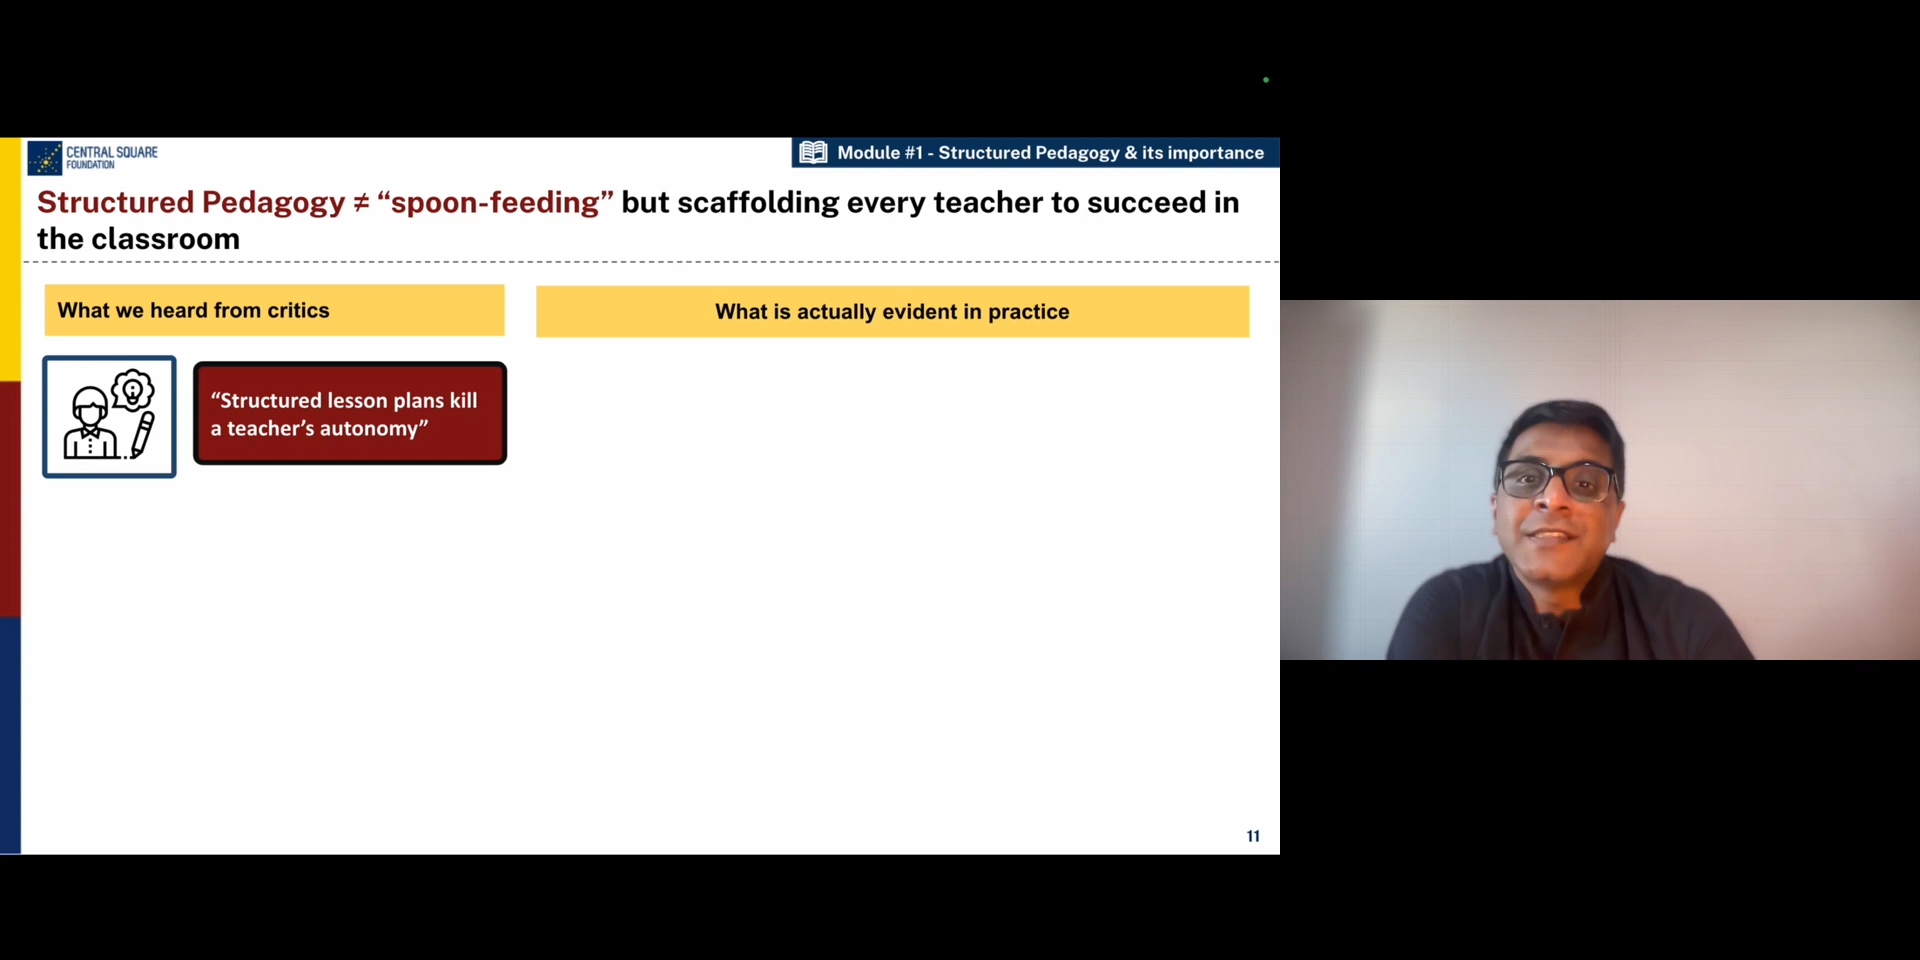 CENTRAL SQUARE
FOUNDATION
Module #1 - Structured Pedagogy & its importance
Structured Pedagogy ≠ “spoon-feeding” but scaffolding every teacher to succeed in
the classroom
What we heard from critics
What is actually evident in practice
“Structured lesson plans kill
a teacher’s autonomy”
11